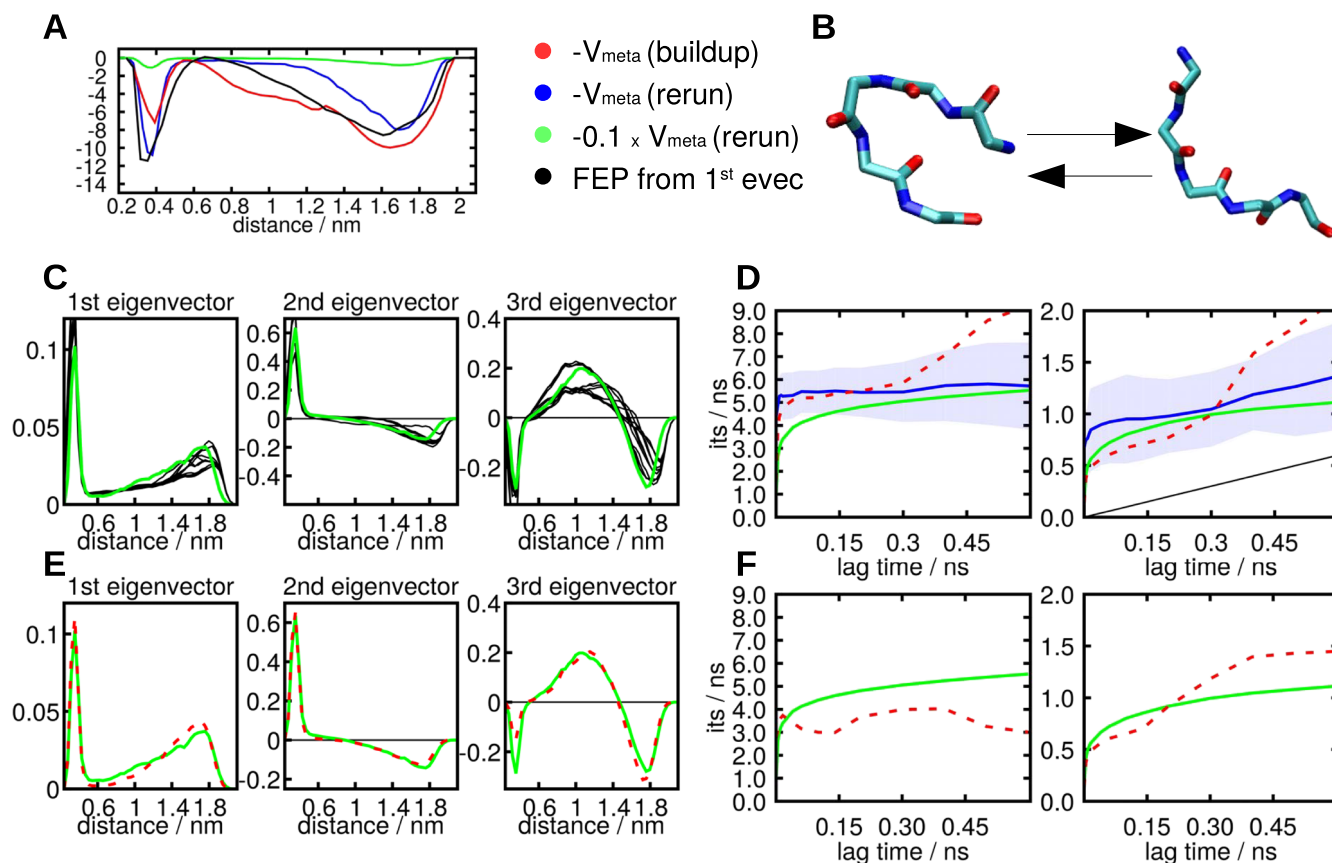 A
B
0
-2
-4
-6
-8
-10
-12
-14
0.2 0.4 0.6 0.8 1 1.2 1.4 1.6 1.8 2
distance / nm
-Vmeta (buildup)
-Vmeta (rerun)
-0.1 x Vmeta (rerun)
FEP from 1st evec
C
D
1st eigenvector 2nd eigenvector 3rd eigenvector
0.1
0.05
0
0.6 1 1.4 1.8
distance / nm
0.6
0.4
0.2
0
-0.2
0.4
0.6 1 1.4 1.8
distance / nm
0.4
0.2
0
-0.2
-0
-0
0.6 1 1.4 1.8
distance / nm
its / ns
9.0
8.0
7.0
6.0
5.0
4.0
3.0
2.0
1.0
0.0
0.15 0.3 0.45
lag time / ns
2.0
1.5
1.0
0.5
0.0
0.15 0.3 0.45
lag time / ns
E
F
1st eigenvector 2nd eigenvector 3rd eigenvector
0.1
0.05
0
0.6 1 1.4 1.8
distance / nm
0.6
0.4
0.2
0
-0.2
0.6 1 1.4 1.8
distance / nm
0.4
0.2
0
-0.2
0.6 1 1.4 1.8
distance / nm
its / ns
9.0
8.0
7.0
6.0
5.0
4.0
3.0
2.0
1.0
0.0
0.15 0.30 0.45
lag time / ns
2.0
1.5
1.0
0.5
0.0
0.15 0.30 0.45
lag time / ns